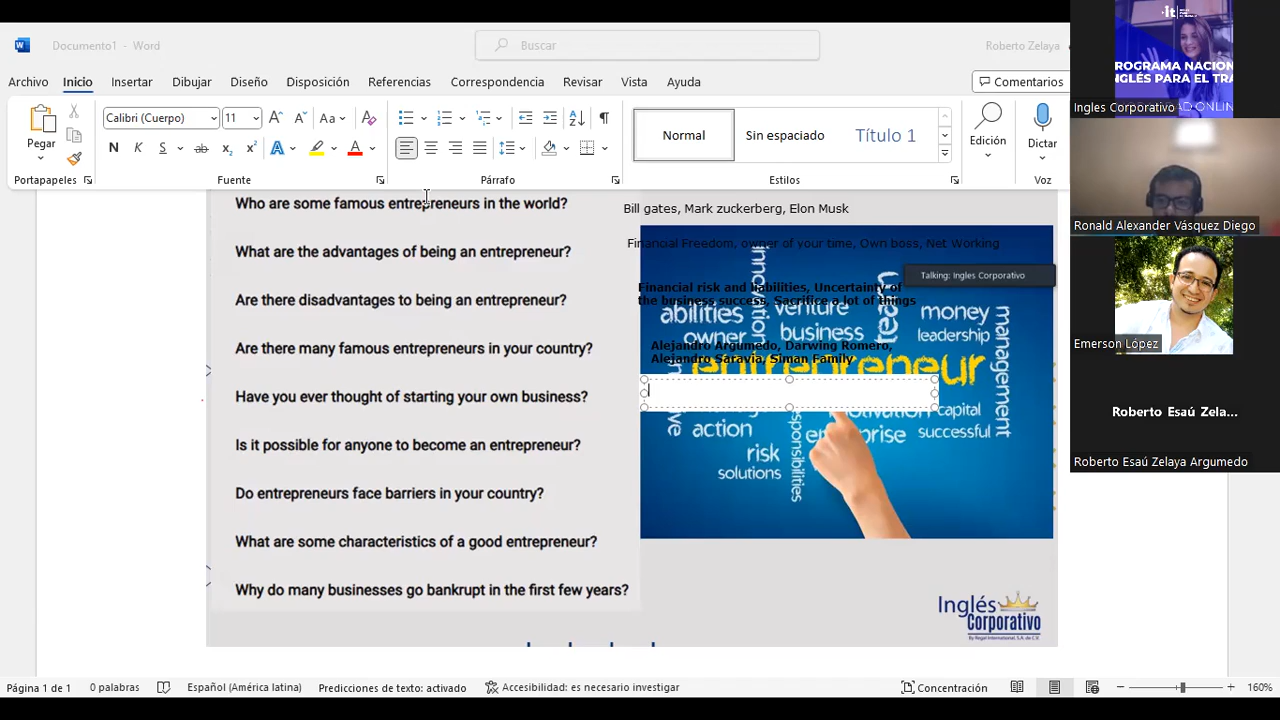 Documento1 - Word
Buscar
Roberto Zelaya
Archivo Inicio Insertar Dibujar Diseño Disposición Referencias Correspondencia Revisar Vista Ayuda
Comentarios
Pegar
Calibri (Cuerpo) 11
Normal
Sin espaciado
Título 1
Edición
Dictar
Portapapeles
Fuente
Párrafo
Estilos
Voz
Who are some famous entrepreneurs in the world?
What are the advantages of being an entrepreneur?
Are there disadvantages to being an entrepreneur?
Are there many famous entrepreneurs in your country?
Have you ever thought of starting your own business?
Is it possible for anyone to become an entrepreneur?
Do entrepreneurs face barriers in your country?
What are some characteristics of a good entrepreneur?
Why do many businesses go bankrupt in the first few years?
Bill gates, Mark zuckerberg, Elon Musk
Financial Freedom, owner of your time, Own boss, Net Working
Talking: Ingles Corporativo
Financial risk and liabilities, Uncertainty of
the business success, Sacrifice a lot of things
Alejandro Argumedo, Darwing Romero,
Alejandro Saravia, Siman Family
abilities
venture
money
owner
business
leadership
management
entrepreneur
capital
action
enterprise
successful
risk
solutions
Inglés
Corporativo
By Regal International, S.A. de C.V.
PROGRAMA NACION
Ingles Corporativo
Ronald Alexander Vásquez Diego
Emerson López
Roberto Esaú Zela...
Roberto Esaú Zelaya Argumedo
Página 1 de 1
0 palabras
Español (América latina)
Predicciones de texto: activado
Accesibilidad: es necesario investigar
Concentración
160%